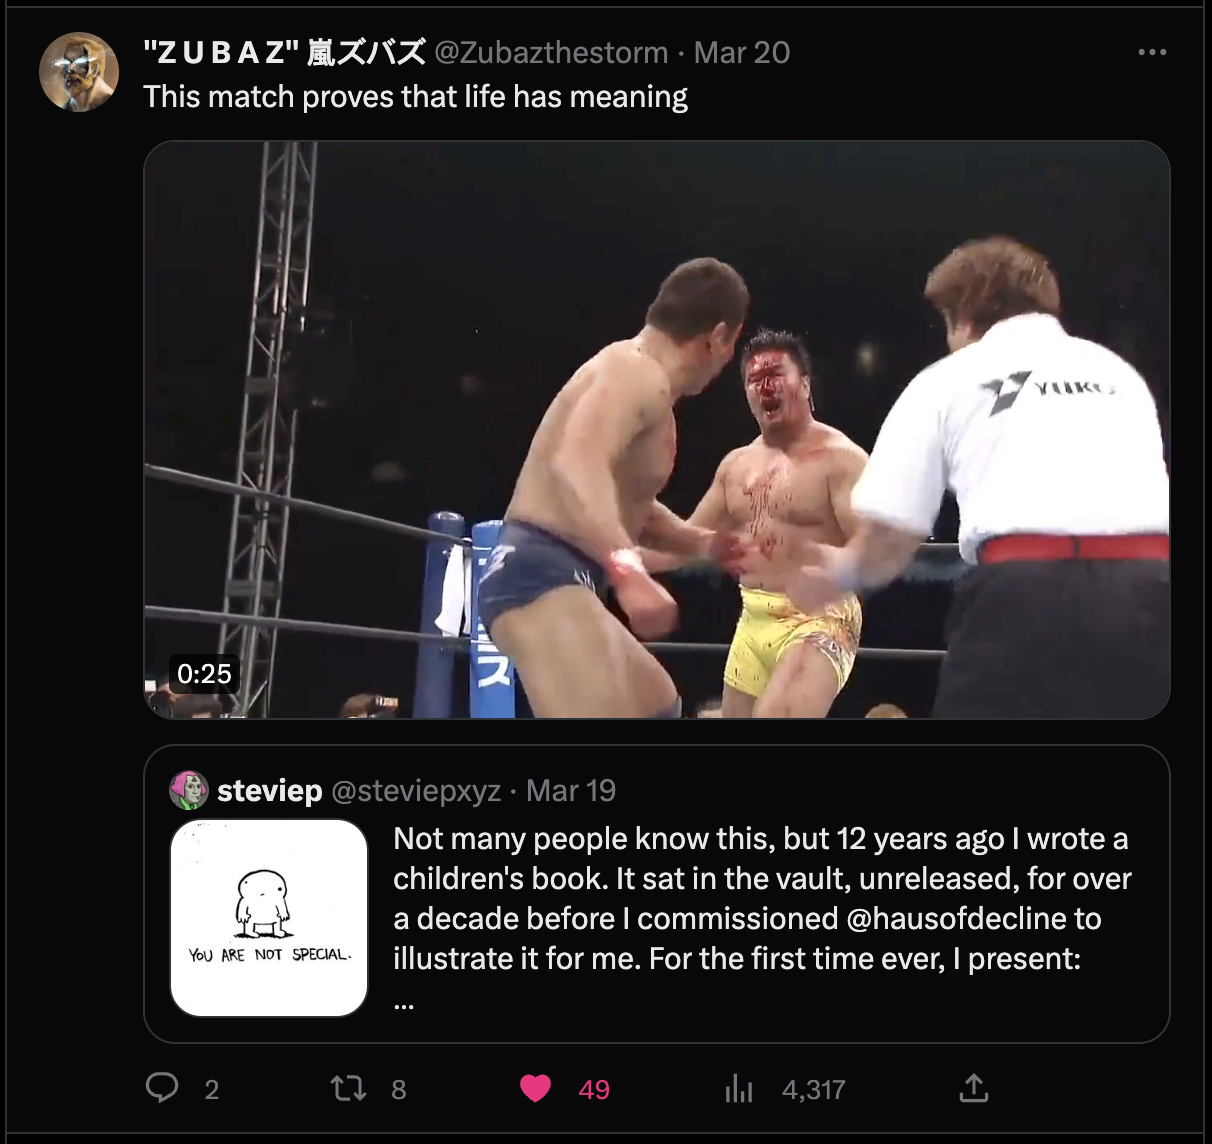 "Z U B A Z" 嵐ズバズ @Zubazthestorm · Mar 20
This match proves that life has meaning
ス
0:25
steviep @steviepxyz · Mar 19
Not many people know this, but 12 years ago I wrote a
children's book. It sat in the vault, unreleased, for over
a decade before I commissioned @hausofdecline to
illustrate it for me. For the first time ever, I present:
...
YOU ARE NOT SPECIAL.
2 8 49 4,317